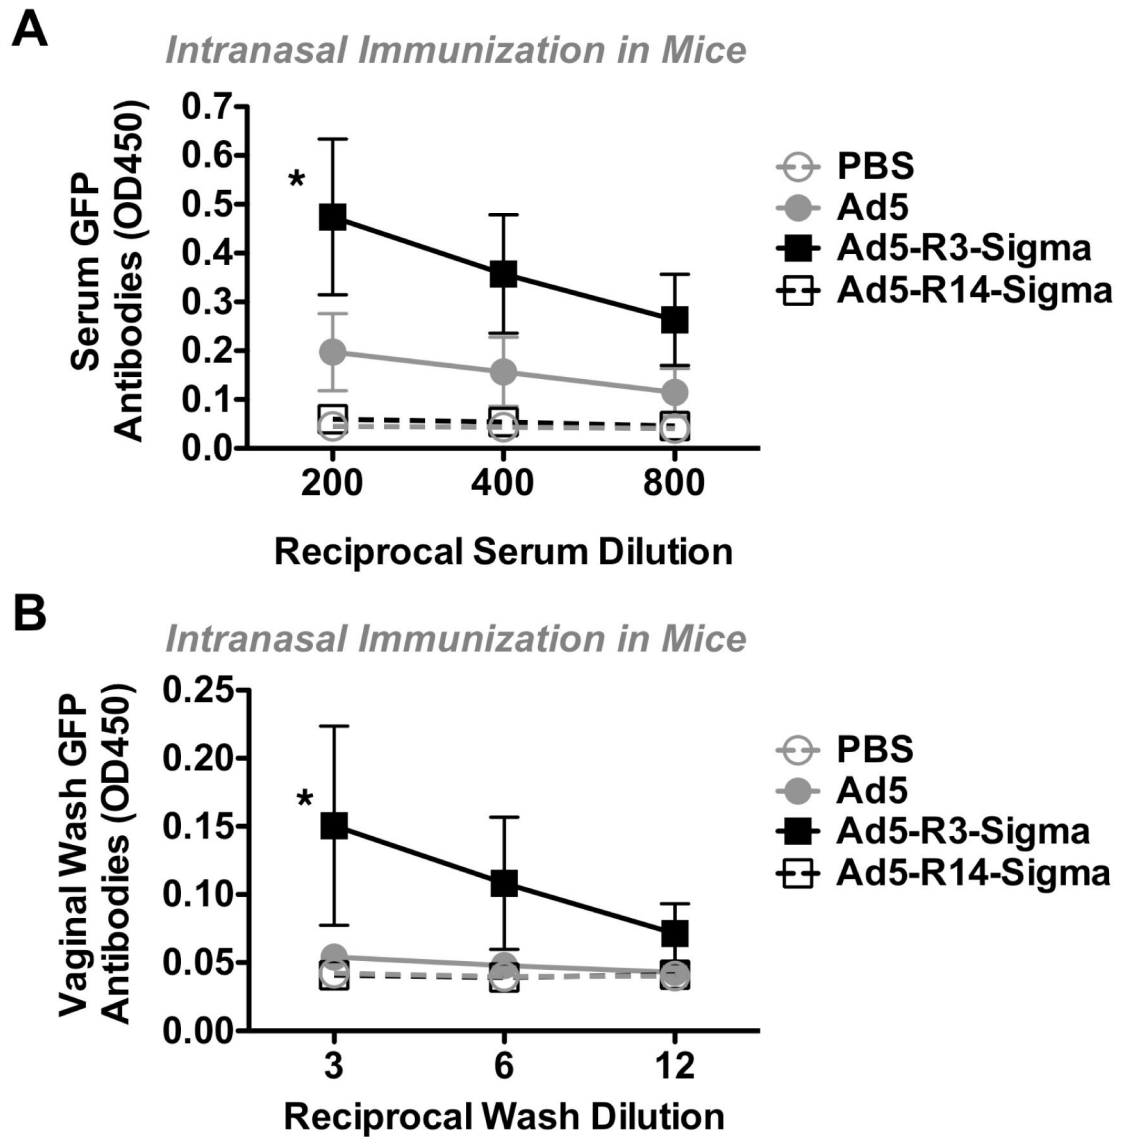 A
Intranasal Immunization in Mice
Serum GFP
Antibodies (OD450)
0.7
0.6
0.5
0.4
0.3
0.2
0.1
0.0
*
200 400 800
Reciprocal Serum Dilution
PBS
Ad5
Ad5-R3-Sigma
Ad5-R14-Sigma
B
Intranasal Immunization in Mice
Vaginal Wash GFP
Antibodies (OD450)
0.25
0.20
0.15
0.10
0.05
0.00
*
3 6 12
Reciprocal Wash Dilution
PBS
Ad5
Ad5-R3-Sigma
Ad5-R14-Sigma